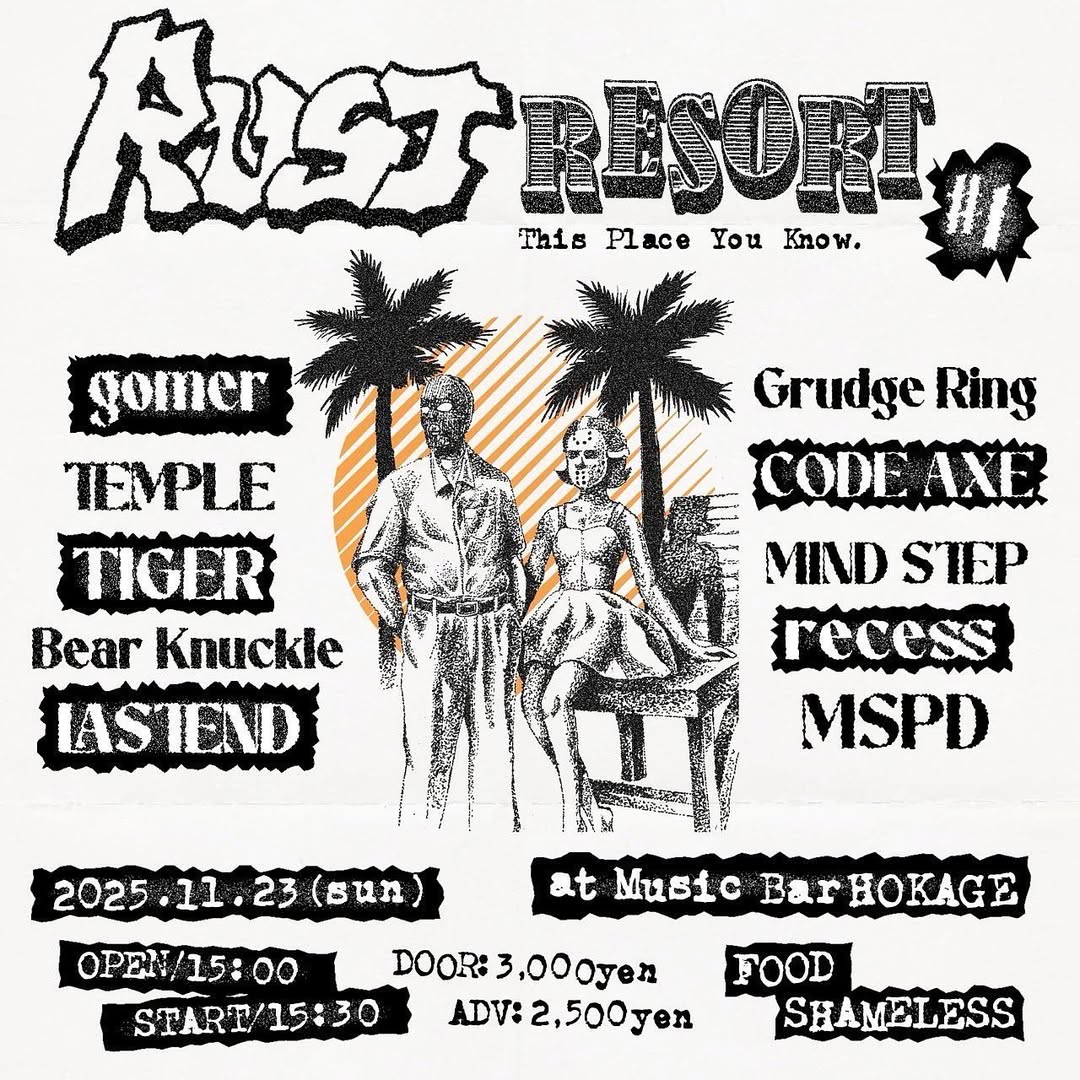 RUST RESORT #1
This Place You Know.
gomer
TEMPLE
TIGER
Bear Knuckle
LASTEND
Grudge Ring
CODE AXE
MIND STEP
recess
MSPD
2025.11.23(sun)
at Music Bar HOKAGE
OPEN/15:00
START/15:30
DOOR:3,000yen
ADV:2,500yen
FOOD
SHAMELESS